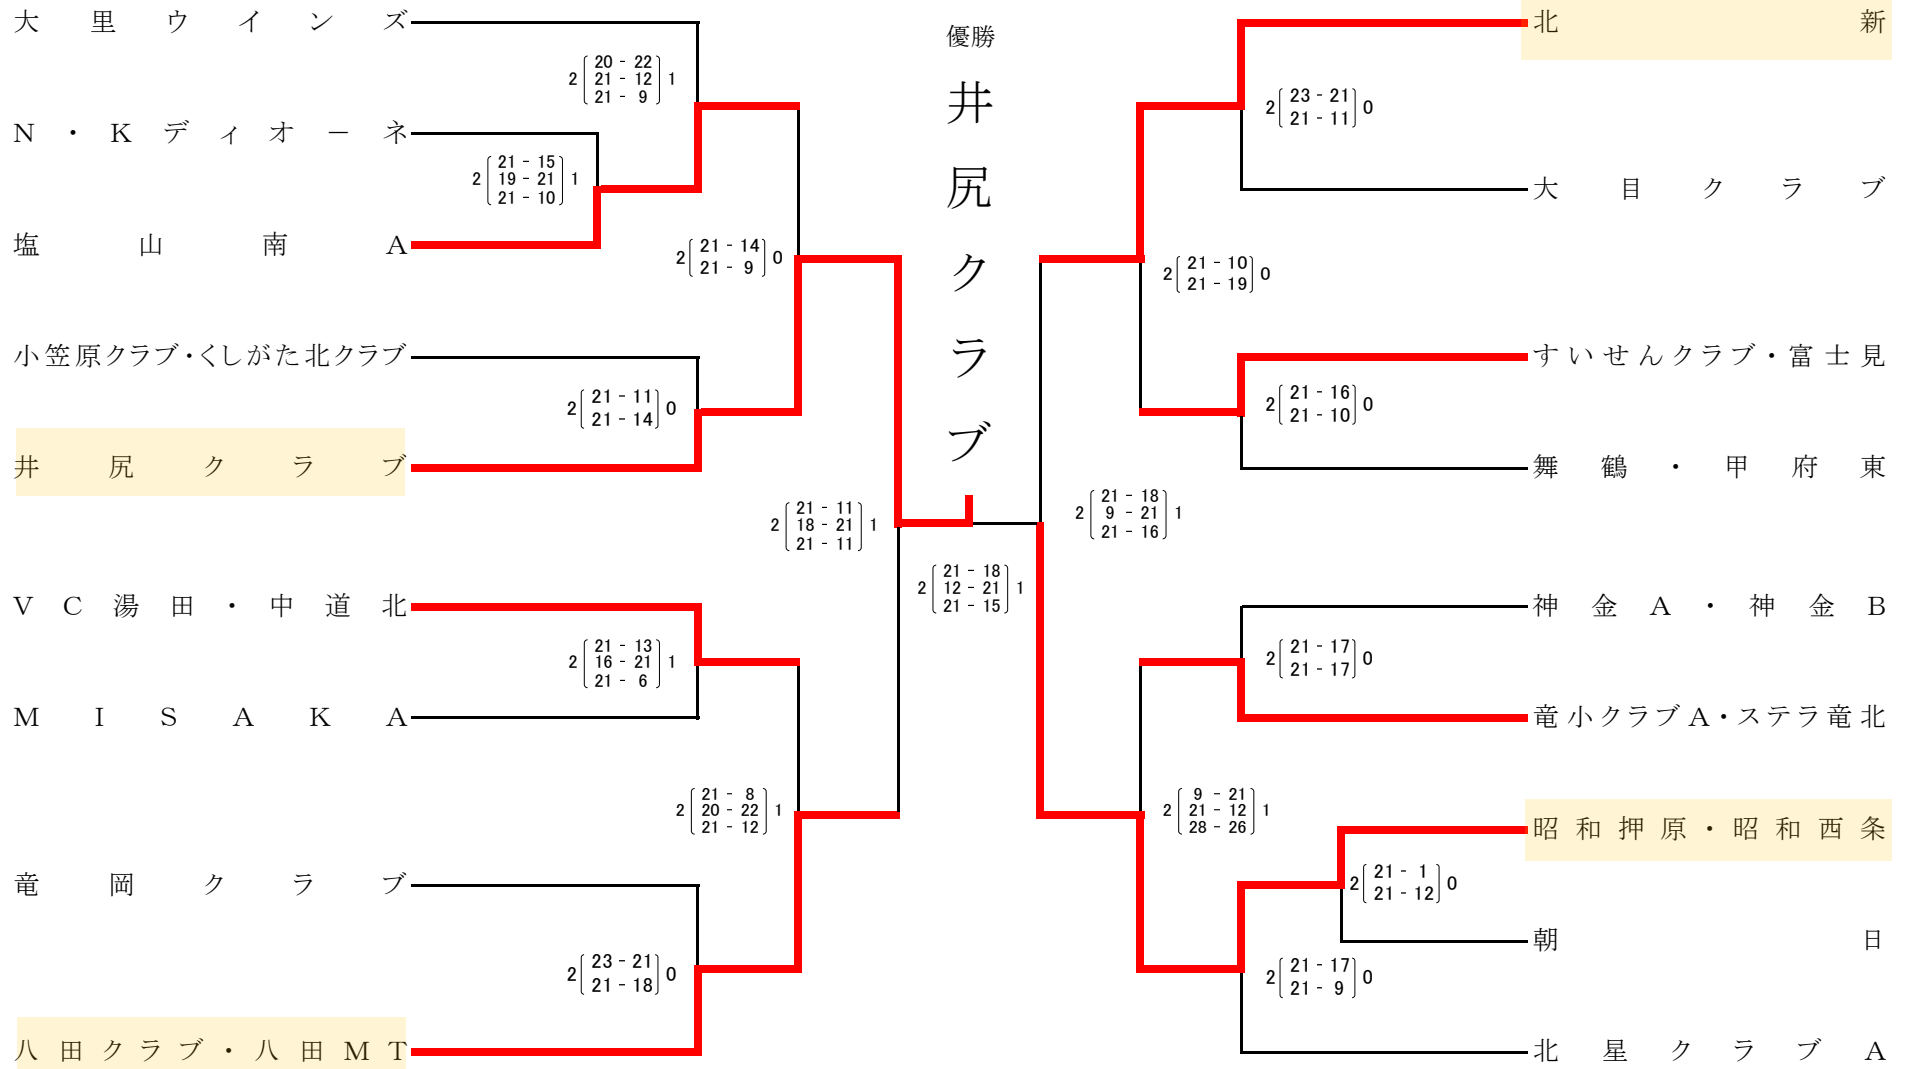 大里ウインズ
N・Kディオーネ
塩山南A
小笠原クラブ・くしがた北クラブ
井尻クラブ
VC湯田・中道北
MISAKA
竜岡クラブ
八田クラブ・八田MT
2 20 - 22 1
21 - 12
21 - 9
2 21 - 15 1
19 - 21
21 - 10
2 21 - 14 0
21 - 9
2 21 - 11 0
21 - 14
2 21 - 11 1
18 - 21
21 - 11
2 21 - 13 1
16 - 21
21 - 6
2 21 - 8 1
20 - 22
21 - 12
2 23 - 21 0
21 - 18
優勝
井尻クラブ
2 21 - 18 1
12 - 21
21 - 15
2 23 - 21 0
21 - 11
2 21 - 10 0
21 - 19
2 21 - 16 0
21 - 10
2 21 - 18 1
9 - 21
21 - 16
2 21 - 17 0
21 - 17
2 9 - 21 1
21 - 12
28 - 26
2 21 - 1 0
21 - 12
2 21 - 17 0
21 - 9
北新
大目クラブ
すいせんクラブ・富士見
舞鶴・甲府東
神金A・神金B
竜小クラブA・ステラ竜北
昭和押原・昭和西条
朝日
北星クラブA